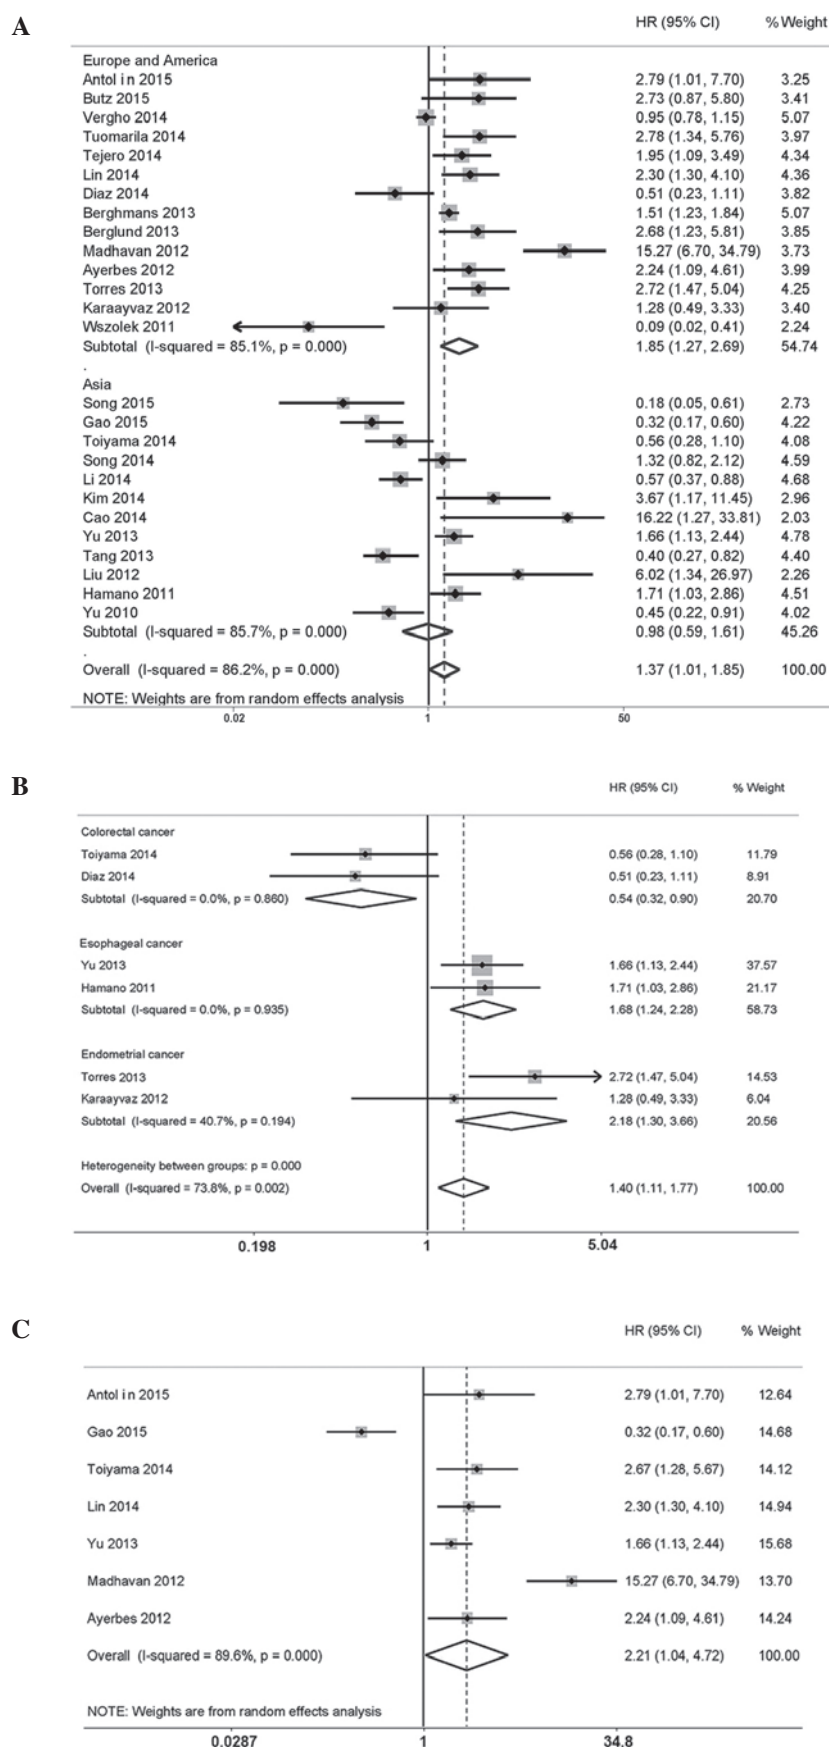 A
HR (95% CI) % Weight
Europe and America
Antol i n 2015 2.79 (1.01, 7.70) 3.25
Butz 2015 2.73 (0.87, 5.80) 3.41
Vergho 2014 0.95 (0.78, 1.15) 5.07
Tuomarila 2014 2.78 (1.34, 5.76) 3.97
Tejero 2014 1.95 (1.09, 3.49) 4.34
Lin 2014 2.30 (1.30, 4.10) 4.36
Diaz 2014 0.51 (0.23, 1.11) 3.82
Berghmans 2013 1.51 (1.23, 1.84) 5.07
Berglund 2013 2.68 (1.23, 5.81) 3.85
Madhavan 2012 15.27 (6.70, 34.79) 3.73
Ayerbes 2012 2.24 (1.09, 4.61) 3.99
Torres 2013 2.72 (1.47, 5.04) 4.25
Karaayvaz 2012 1.28 (0.49, 3.33) 3.40
Wszolek 2011 0.09 (0.02, 0.41) 2.24
Subtotal (I-squared = 85.1%, p = 0.000) 1.85 (1.27, 2.69) 54.74
.
Asia
Song 2015 0.18 (0.05, 0.61) 2.73
Gao 2015 0.32 (0.17, 0.60) 4.22
Toiyama 2014 0.56 (0.28, 1.10) 4.08
Song 2014 1.32 (0.82, 2.12) 4.59
Li 2014 0.57 (0.37, 0.88) 4.68
Kim 2014 3.67 (1.17, 11.45) 2.96
Cao 2014 16.22 (1.27, 33.81) 2.03
Yu 2013 1.66 (1.13, 2.44) 4.78
Tang 2013 0.40 (0.27, 0.82) 4.40
Liu 2012 6.02 (1.34, 26.97) 2.26
Hamano 2011 1.71 (1.03, 2.86) 4.51
Yu 2010 0.45 (0.22, 0.91) 4.02
Subtotal (I-squared = 85.7%, p = 0.000) 0.98 (0.59, 1.61) 45.26
.
Overall (I-squared = 86.2%, p = 0.000) 1.37 (1.01, 1.85) 100.00
NOTE: Weights are from random effects analysis
0.02 1 50
B
HR (95% CI) % Weight
Colorectal cancer
Toiyama 2014 0.56 (0.28, 1.10) 11.79
Diaz 2014 0.51 (0.23, 1.11) 8.91
Subtotal (I-squared = 0.0%, p = 0.860) 0.54 (0.32, 0.90) 20.70
Esophageal cancer
Yu 2013 1.66 (1.13, 2.44) 37.57
Hamano 2011 1.71 (1.03, 2.86) 21.17
Subtotal (I-squared = 0.0%, p = 0.935) 1.68 (1.24, 2.28) 58.73
Endometrial cancer
Torres 2013 2.72 (1.47, 5.04) 14.53
Karaayvaz 2012 1.28 (0.49, 3.33) 6.04
Subtotal (I-squared = 40.7%, p = 0.194) 2.18 (1.30, 3.66) 20.56
Heterogeneity between groups: p = 0.000
Overall (I-squared = 73.8%, p = 0.002) 1.40 (1.11, 1.77) 100.00
0.198 1 5.04
C
HR (95% CI) % Weight
Antol i n 2015 2.79 (1.01, 7.70) 12.64
Gao 2015 0.32 (0.17, 0.60) 14.68
Toiyama 2014 2.67 (1.28, 5.67) 14.12
Lin 2014 2.30 (1.30, 4.10) 14.94
Yu 2013 1.66 (1.13, 2.44) 15.68
Madhavan 2012 15.27 (6.70, 34.79) 13.70
Ayerbes 2012 2.24 (1.09, 4.61) 14.24
Overall (I-squared = 89.6%, p = 0.000) 2.21 (1.04, 4.72) 100.00
NOTE: Weights are from random effects analysis
0.0287 1 34.8